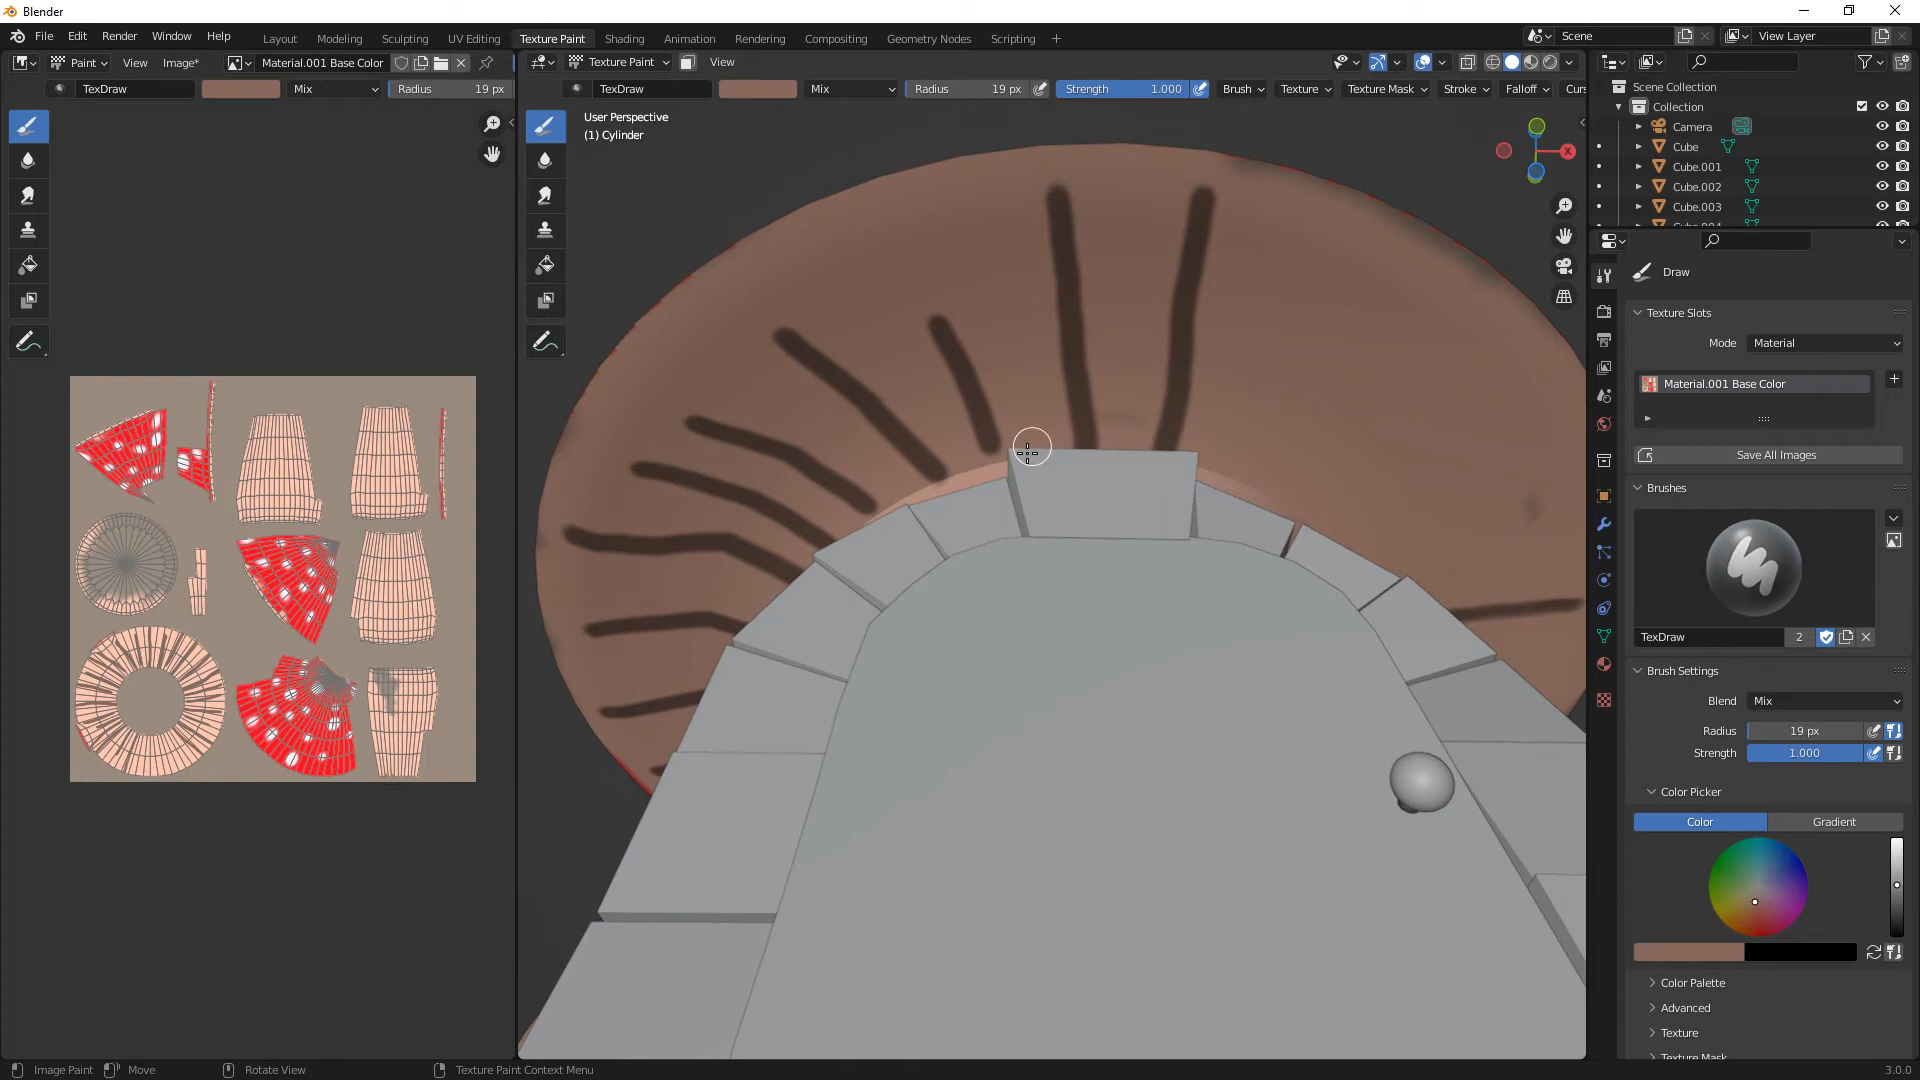 Blender
File Edit Render Window Help Layout Modeling Sculpting UV Editing Texture Paint Shading Animation Rendering Compositing Geometry Nodes Scripting Scene View Layer
Paint View Image* Material.001 Base Color Texture Paint View
TexDraw Mix Radius 19 px TexDraw Mix Radius 19 px Strength 1.000 Brush Texture Texture Mask Stroke Falloff Curs
User Perspective
(1) Cylinder
X
Scene Collection
Collection
Camera
Cube
Cube.001
Cube.002
Cube.003
Cube.004
Draw
Texture Slots
Mode Material
Material.001 Base Color
Save All Images
Brushes
TexDraw 2
Brush Settings
Blend Mix
Radius 19 px
Strength 1.000
Color Picker
Color Gradient
Color Palette
Advanced
Texture
Texture Mask
Image Paint Move Rotate View Texture Paint Context Menu 3.0.0